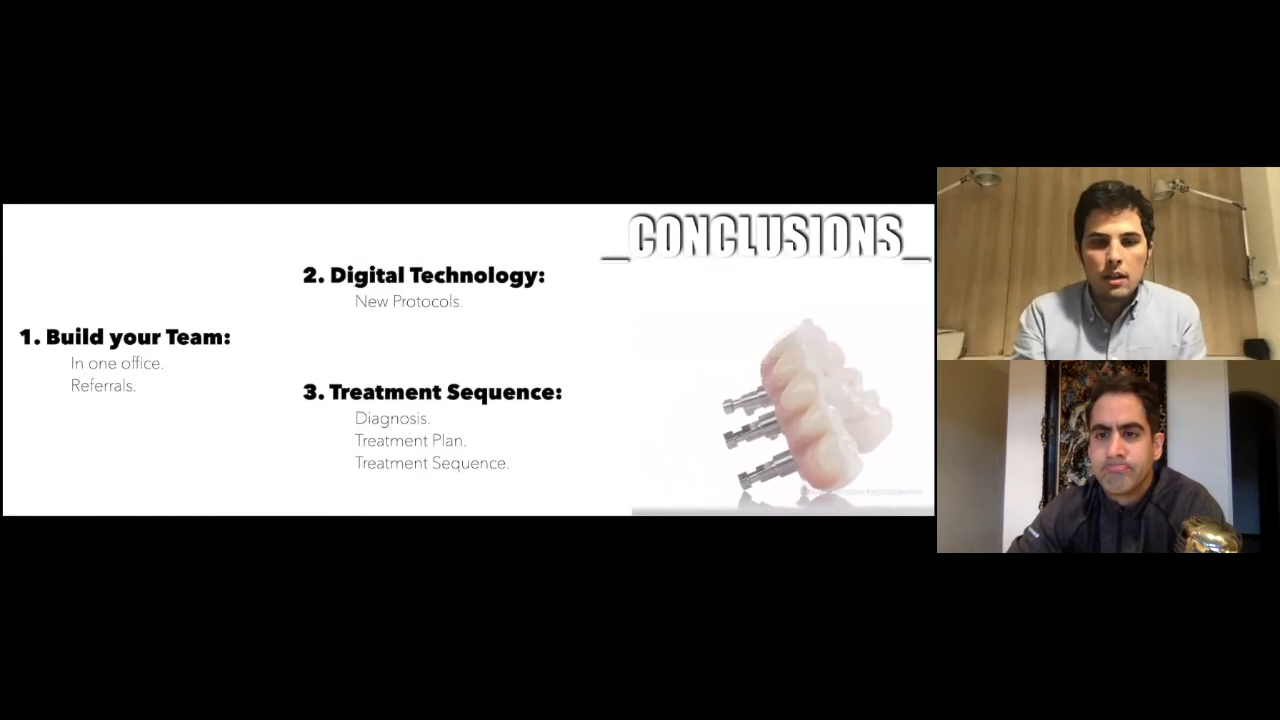 _CONCLUSIONS_
1. Build your Team:
In one office.
Referrals.
2. Digital Technology:
New Protocols.
3. Treatment Sequence:
Diagnosis.
Treatment Plan.
Treatment Sequence.